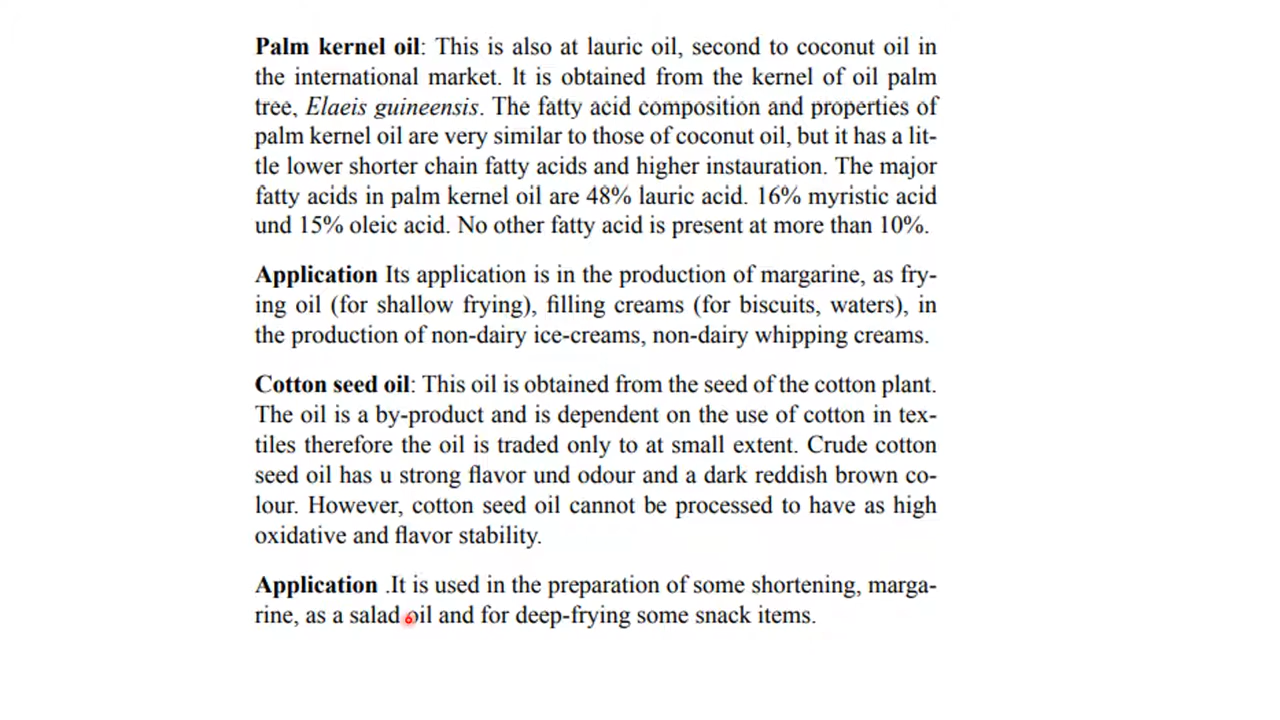 Palm kernel oil: This is also at lauric oil, second to coconut oil in
the international market. lt is obtained from the kernel of oil palm
tree, Elaeis guineensis. The fatty acid composition and properties of
palm kernel oil are very similar to those of coconut oil, but it has a lit-
tle lower shorter chain fatty acids and higher instauration. The major
fatty acids in palm kernel oil are 48% lauric acid. 16% myristic acid
und 15% oleic acid. No other fatty acid is present at more than 10%.
Application Its application is in the production of margarine, as fry-
ing oil (for shallow frying), filling creams (for biscuits, waters), in
the production of non-dairy ice-creams, non-dairy whipping creams.
Cotton seed oil: This oil is obtained from the seed of the cotton plant.
The oil is a by-product and is dependent on the use of cotton in tex-
tiles therefore the oil is traded only to at small extent. Crude cotton
seed oil has u strong flavor und odour and a dark reddish brown co-
lour. However, cotton seed oil cannot be processed to have as high
oxidative and flavor stability.
Application .It is used in the preparation of some shortening, marga-
rine, as a salad oil and for deep-frying some snack items.